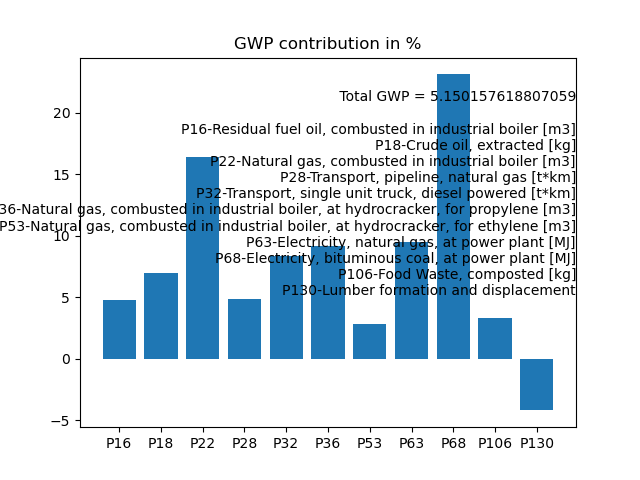 GWP contribution in %
Total GWP = 5.150157618807059
20
P16-Residual fuel oil, combusted in industrial boiler [m3]
P18-Crude oil, extracted [kg]
P22-Natural gas, combusted in industrial boiler [m3]
15
P28-Transport, pipeline, natural gas [t*km]
P32-Transport, single unit truck, diesel powered [t*km]
36-Natural gas, combusted in industrial boiler, at hydrocracker, for propylene [m3]
P53-Natural gas, combusted in industrial boiler, at hydrocracker, for ethylene [m3]
10
P63-Electricity, natural gas, at power plant [MJ]
P68-Electricity, bituminous coal, at power plant [MJ]
P106-Food Waste, composted [kg]
P130-Lumber formation and displacement
5
0
−5
P16 P18 P22 P28 P32 P36 P53 P63 P68 P106 P130